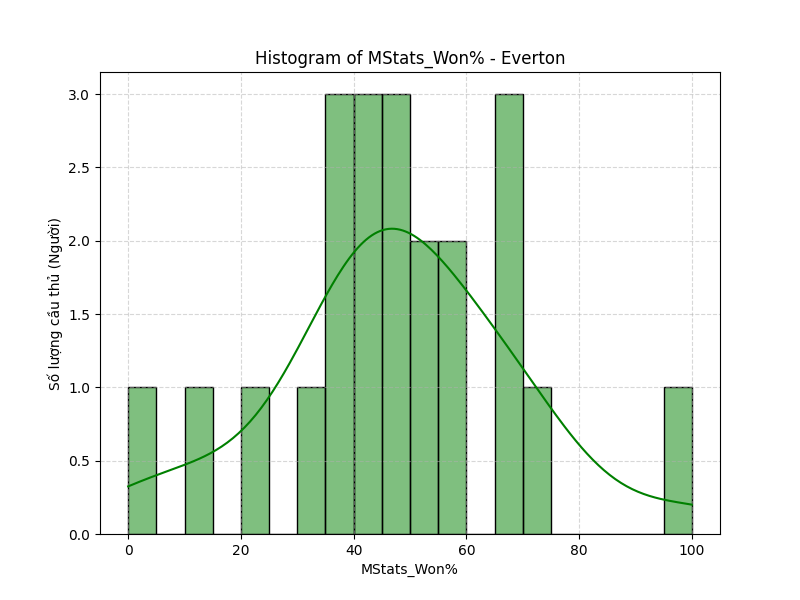 Histogram of MStats_Won% - Everton
Số lượng cầu thủ (Người)
3.0
2.5
2.0
1.5
1.0
0.5
0.0
0 20 40 60 80 100
MStats_Won%